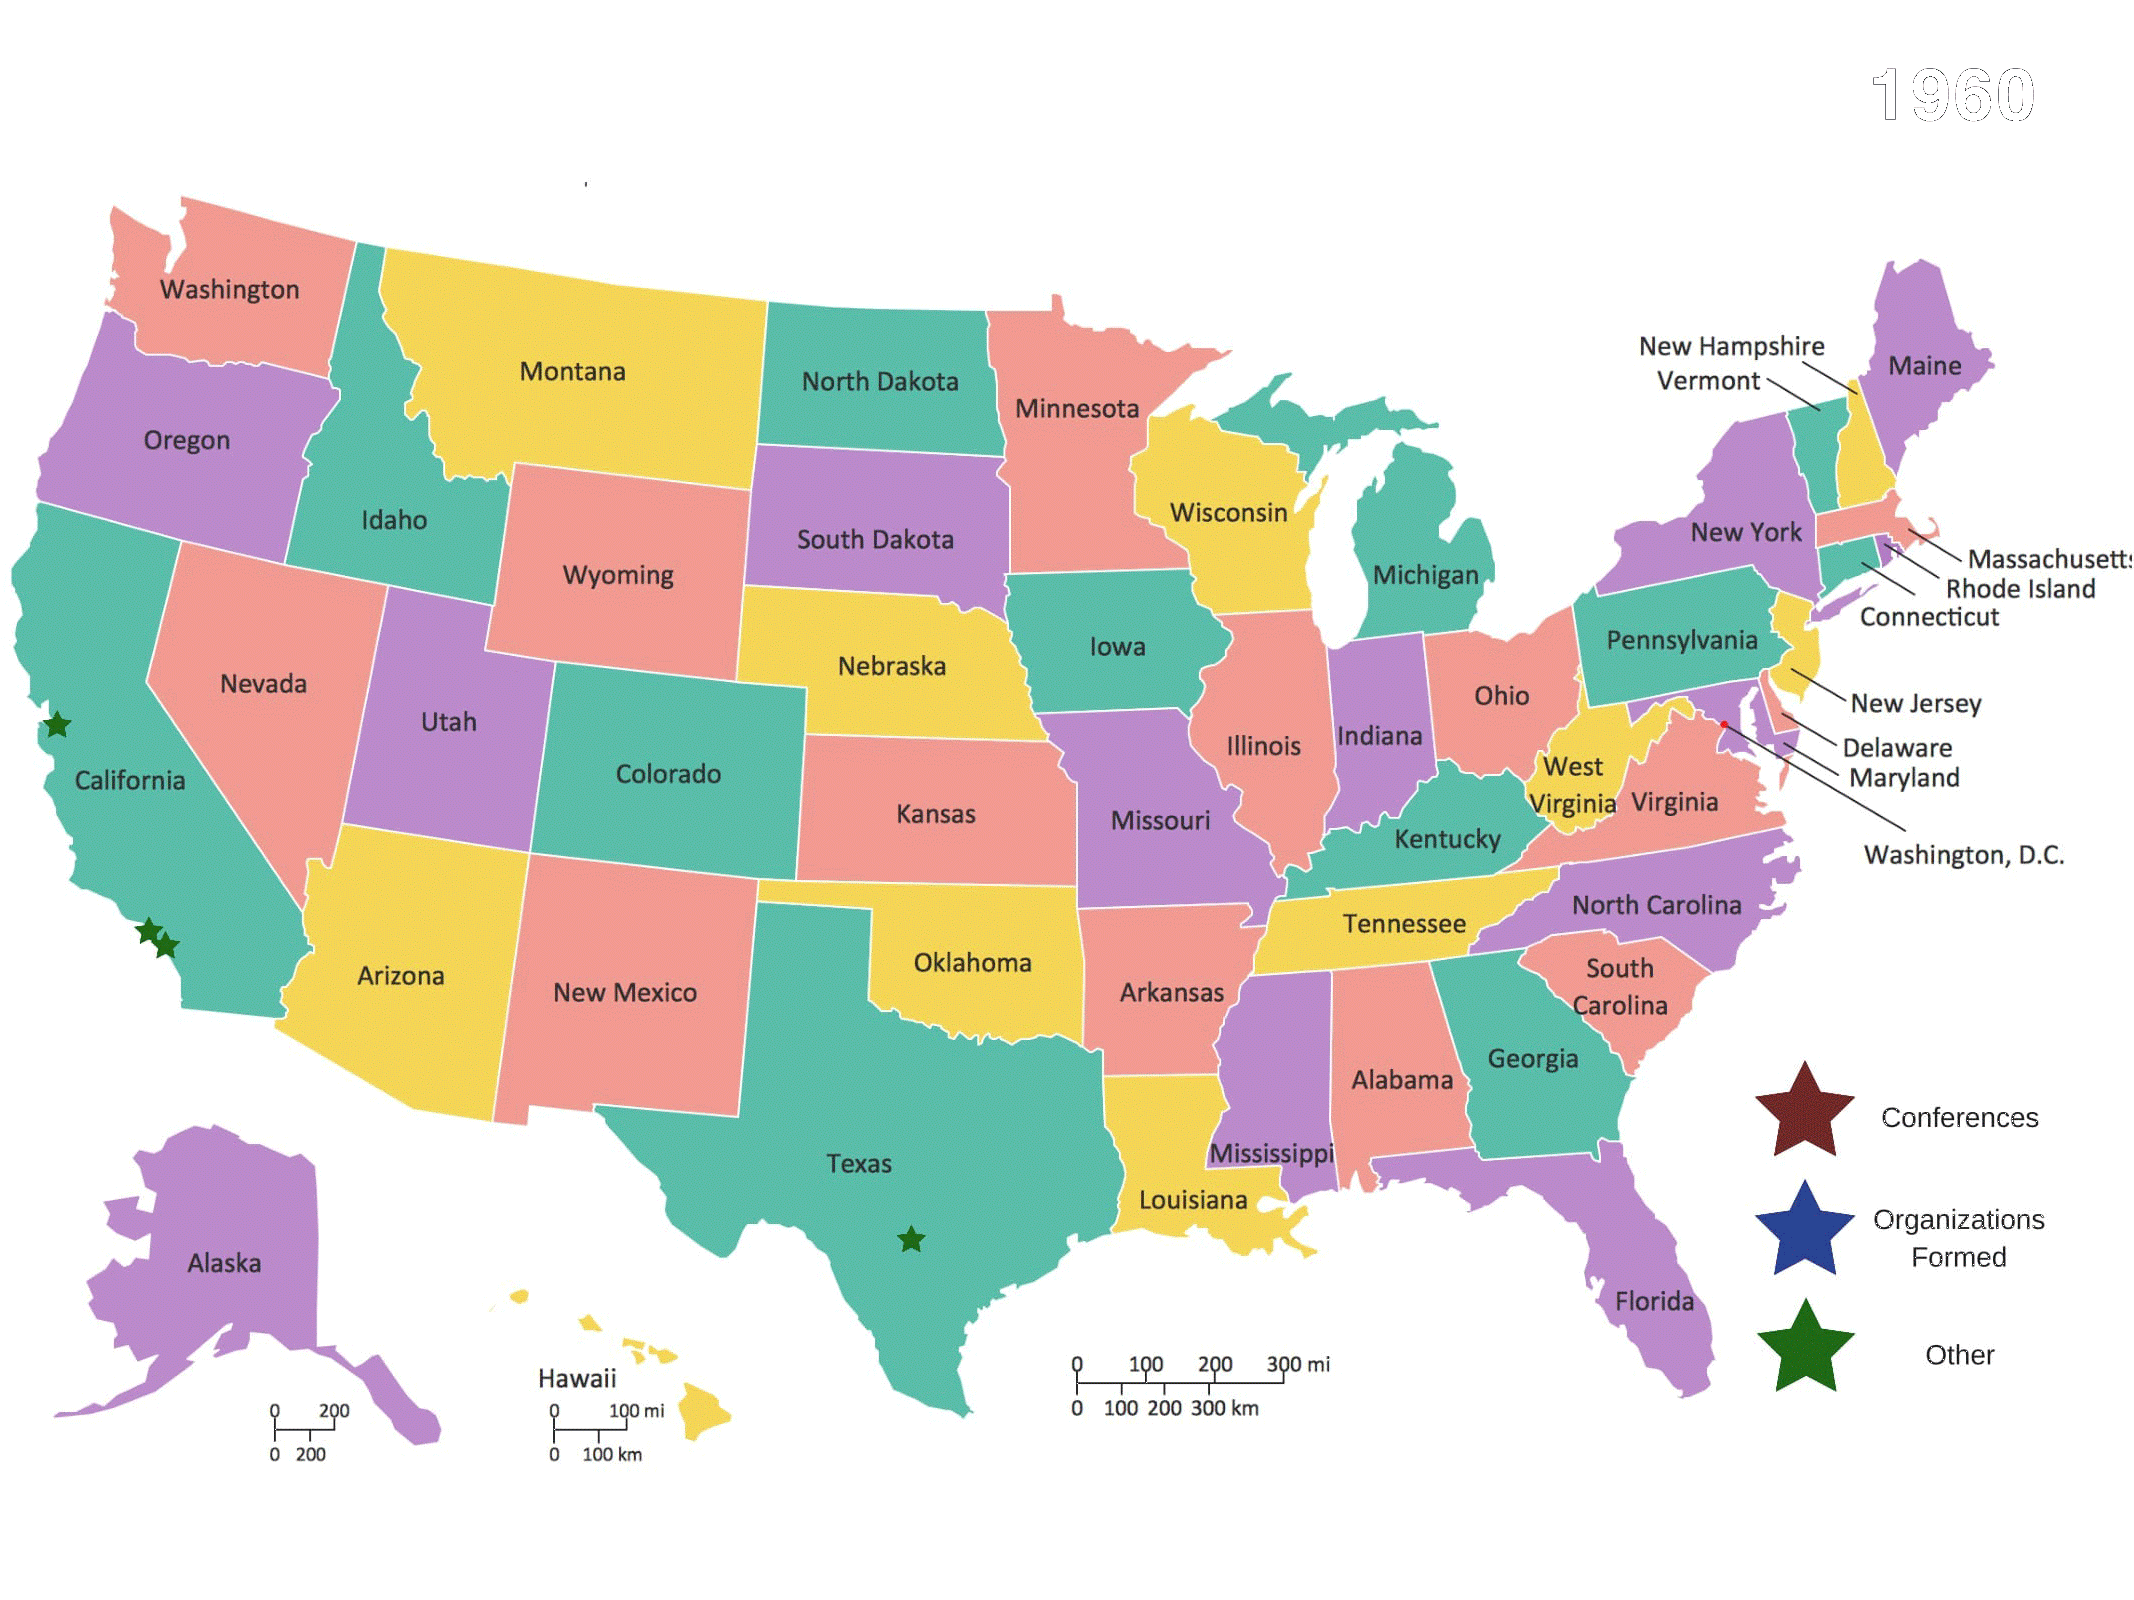 1960
Washington
Montana
North Dakota
Minnesota
New Hampshire
Vermont
Maine
Oregon
Idaho
Wisconsin
South Dakota
New York
Massachusetts
Wyoming
Michigan
Rhode Island
Connecticut
Iowa
Pennsylvania
Nebraska
Nevada
Ohio
New Jersey
Utah
Illinois
Indiana
Delaware
Colorado
West
Virginia
Maryland
California
Virginia
Kansas
Missouri
Kentucky
Washington, D.C.
North Carolina
Tennessee
Oklahoma
Arizona
New Mexico
Arkansas
South
Carolina
Georgia
Alabama
Conferences
Mississippi
Texas
Louisiana
Organizations
Formed
Alaska
Florida
Other
Hawaii
0 100 200 300 mi
0 100 200 300 km
0 200
0 200
0 100 mi
0 100 km